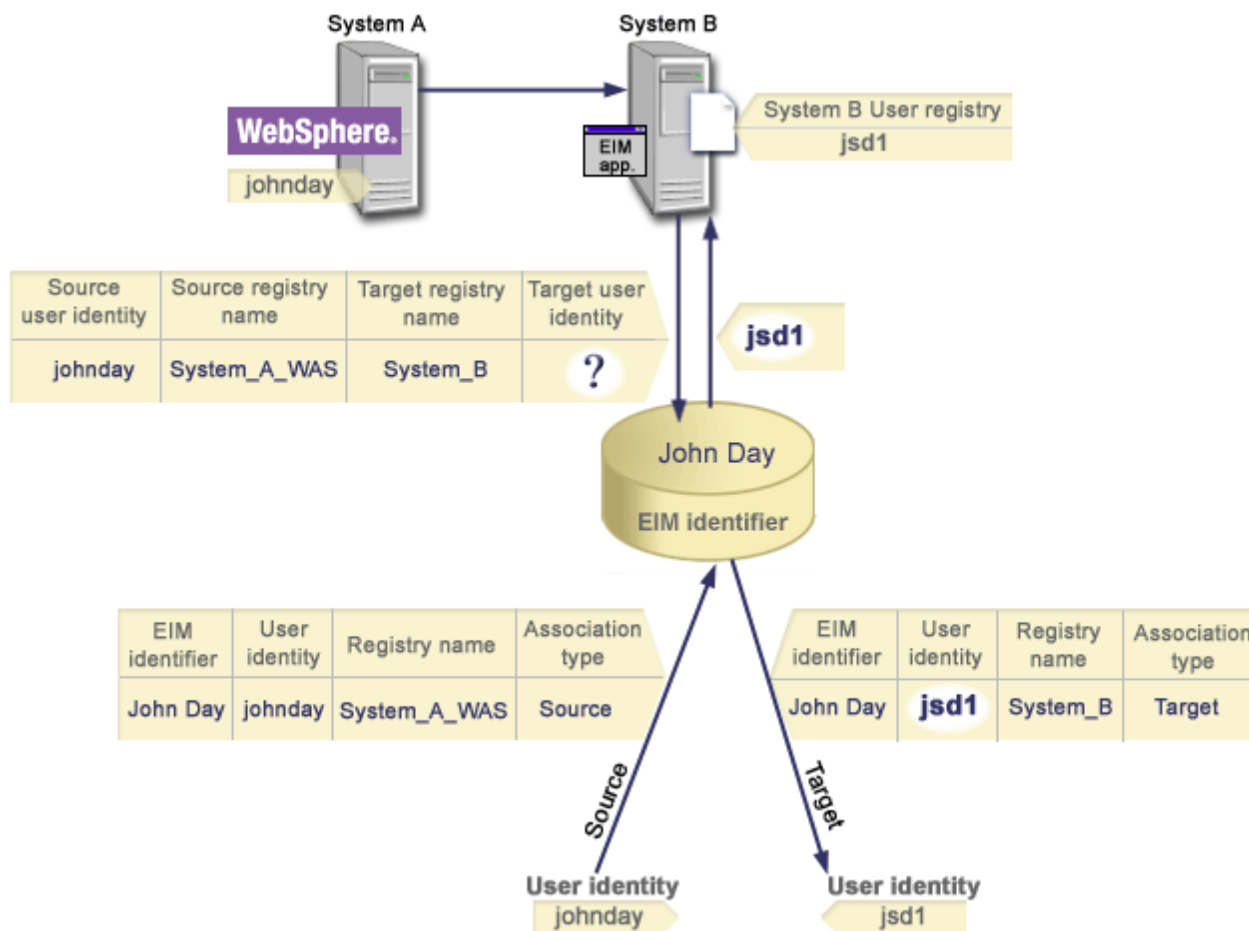 System A
System B
WebSphere.
johnday
EIM
app.
System B User registry
jsd1
Source
user identity
Source registry
name
Target registry
name
Target user
identity
johnday
System_A_WAS
System_B
?
jsd1
John Day
EIM identifier
EIM
identifier
User
identity
Registry name
Association
type
John Day
johnday
System_A_WAS
Source
EIM
identifier
User
identity
Registry
name
Association
type
John Day
jsd1
System_B
Target
Source
Target
User identity
johnday
User identity
jsd1